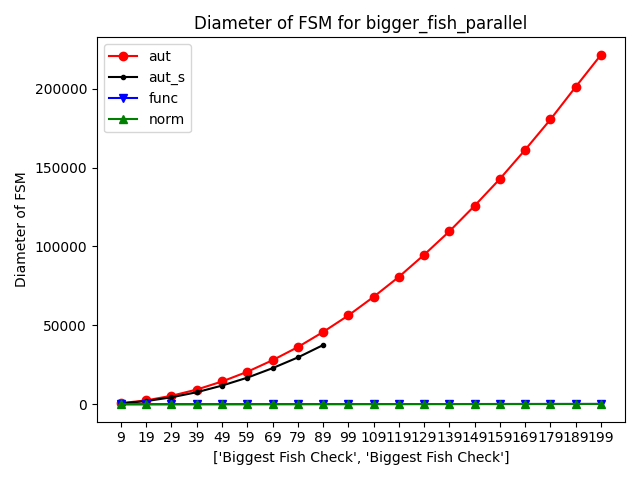 Diameter of FSM for bigger_fish_parallel
aut
aut_s
func
norm
Diameter of FSM
200000
150000
100000
50000
0
9 19 29 39 49 59 69 79 89 99 109 119 129 139 149 159 169 179 189 199
['Biggest Fish Check', 'Biggest Fish Check']